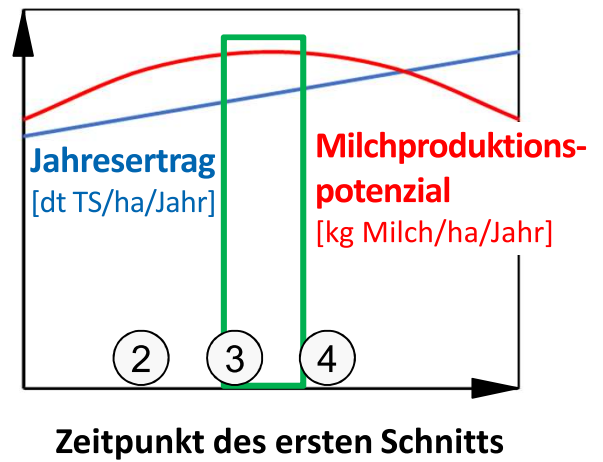 Jahresertrag
[dt TS/ha/Jahr]
Milchproduktions-
potenzial
[kg Milch/ha/Jahr]
2
3
4
Zeitpunkt des ersten Schnitts